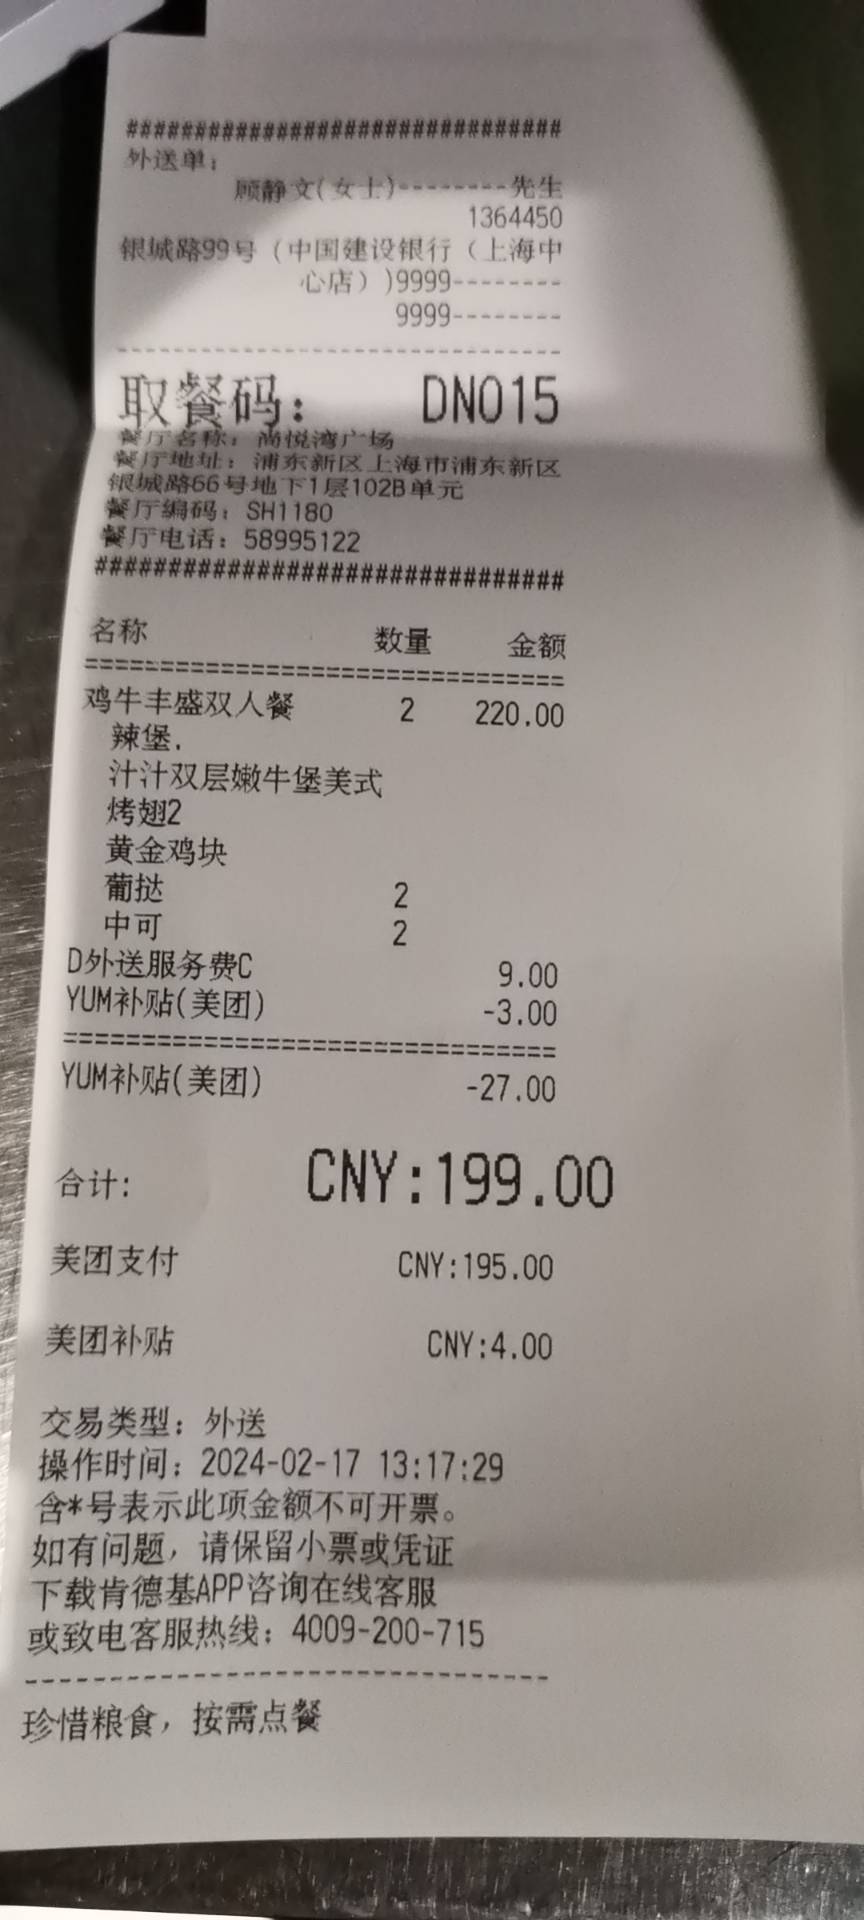 ################################
外送单：
顾静文(女士)--------先生
1364450
银城路99号（中国建设银行（上海中
心店））9999--------
9999--------
--------------------------------
取餐码： DN015
餐厅名称：尚悦湾广场
餐厅地址：浦东新区上海市浦东新区
银城路66号地下1层102B单元
餐厅编码：SH1180
餐厅电话：58995122
################################
名称 数量 金额
================================
鸡牛丰盛双人餐 2 220.00
辣堡.
汁汁双层嫩牛堡美式
烤翅2
黄金鸡块
葡挞 2
中可 2
D外送服务费C 9.00
YUM补贴(美团) -3.00
================================
YUM补贴(美团) -27.00
合计: CNY:199.00
美团支付 CNY:195.00
美团补贴 CNY:4.00
交易类型：外送
操作时间：2024-02-17 13:17:29
含*号表示此项金额不可开票。
如有问题，请保留小票或凭证
下载肯德基APP咨询在线客服
或致电客服热线：4009-200-715
--------------------------------
珍惜粮食，按需点餐